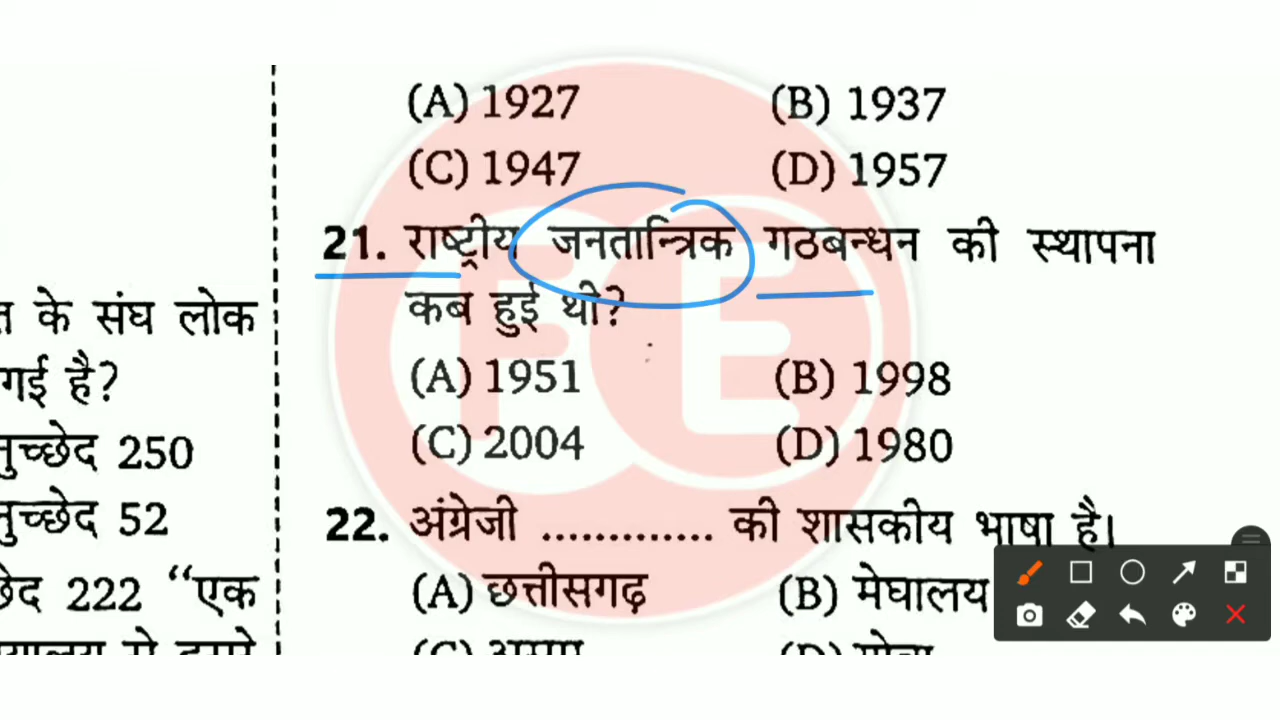 त के संघ लोक
गई है?
नुच्छेद 250
नुच्छेद 52
छेद 222 “एक
(A) 1927 (B) 1937
(C) 1947 (D) 1957
21. राष्ट्रीय जनतान्त्रिक गठबन्धन की स्थापना
कब हुई थी?
(A) 1951 (B) 1998
(C) 2004 (D) 1980
22. अंग्रेजी ............. की शासकीय भाषा है।
(A) छत्तीसगढ़ (B) मेघालय
(C) असम (D) गोवा